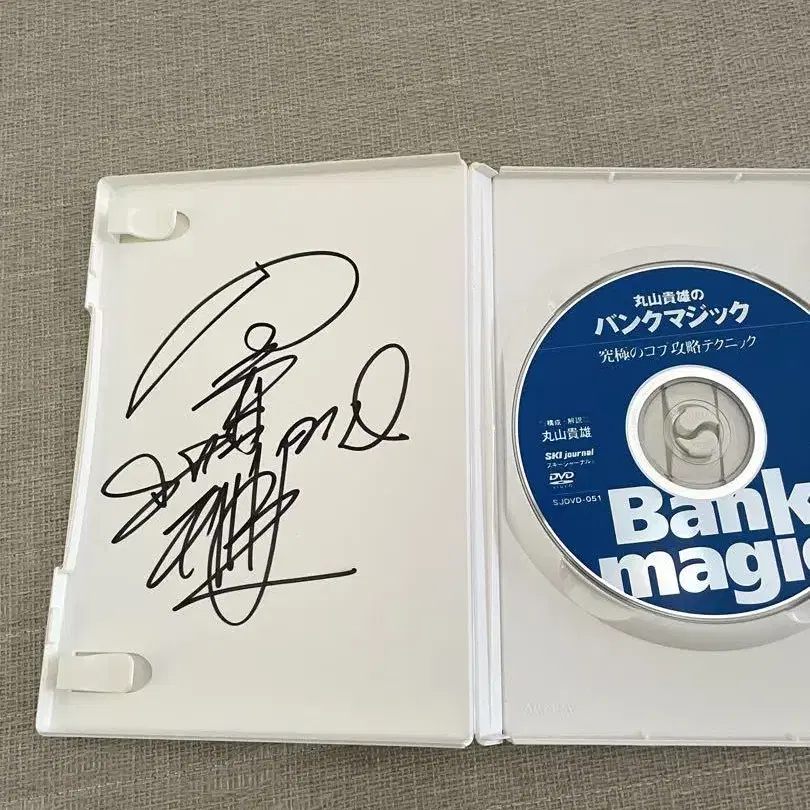 丸山貴雄の
バンクマジック
究極のコブ攻略テクニック
構成・解説
丸山貴雄
SKI journal
スキージャーナル
DVD
VIDEO
SJDVD-051
Bank
magic